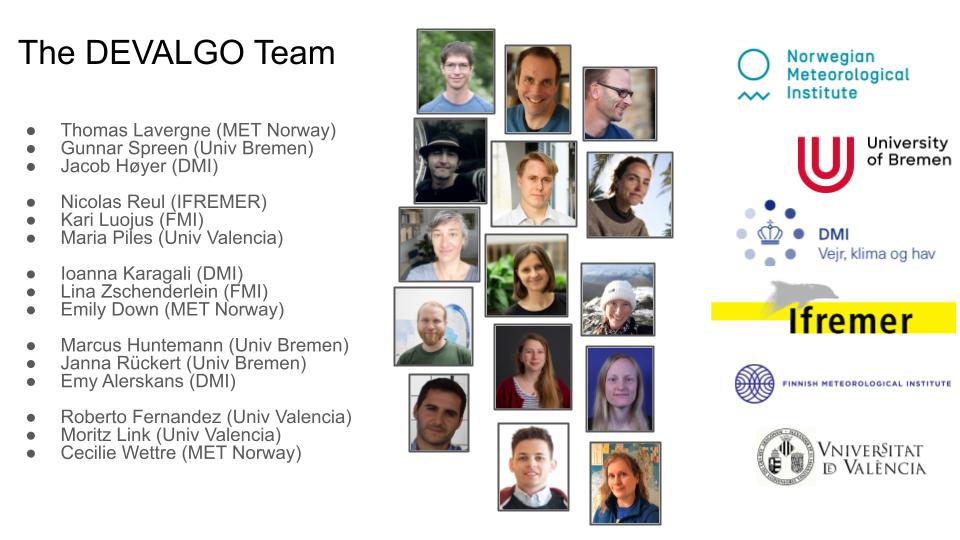 The DEVALGO Team
● Thomas Lavergne (MET Norway)
● Gunnar Spreen (Univ Bremen)
● Jacob Høyer (DMI)
● Nicolas Reul (IFREMER)
● Kari Luojus (FMI)
● Maria Piles (Univ Valencia)
● Ioanna Karagali (DMI)
● Lina Zschenderlein (FMI)
● Emily Down (MET Norway)
● Marcus Huntemann (Univ Bremen)
● Janna Rückert (Univ Bremen)
● Emy Alerskans (DMI)
● Roberto Fernandez (Univ Valencia)
● Moritz Link (Univ Valencia)
● Cecilie Wettre (MET Norway)
Norwegian
Meteorological
Institute
University
of Bremen
DMI
Vejr, klima og hav
Ifremer
FINNISH METEOROLOGICAL INSTITUTE
VNIVERSITAT
D VALÈNCIA